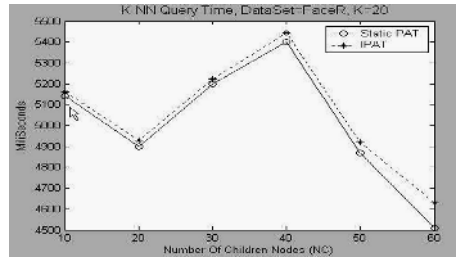 K NN Query Time, DataSet=FaceR, K=20
Static PAT
IPAT
5500
5400
5300
5200
5100
5000
4900
4800
4700
4600
4500
MiliSeconds
10 20 30 40 50 60
Number Of Children Nodes (NC)